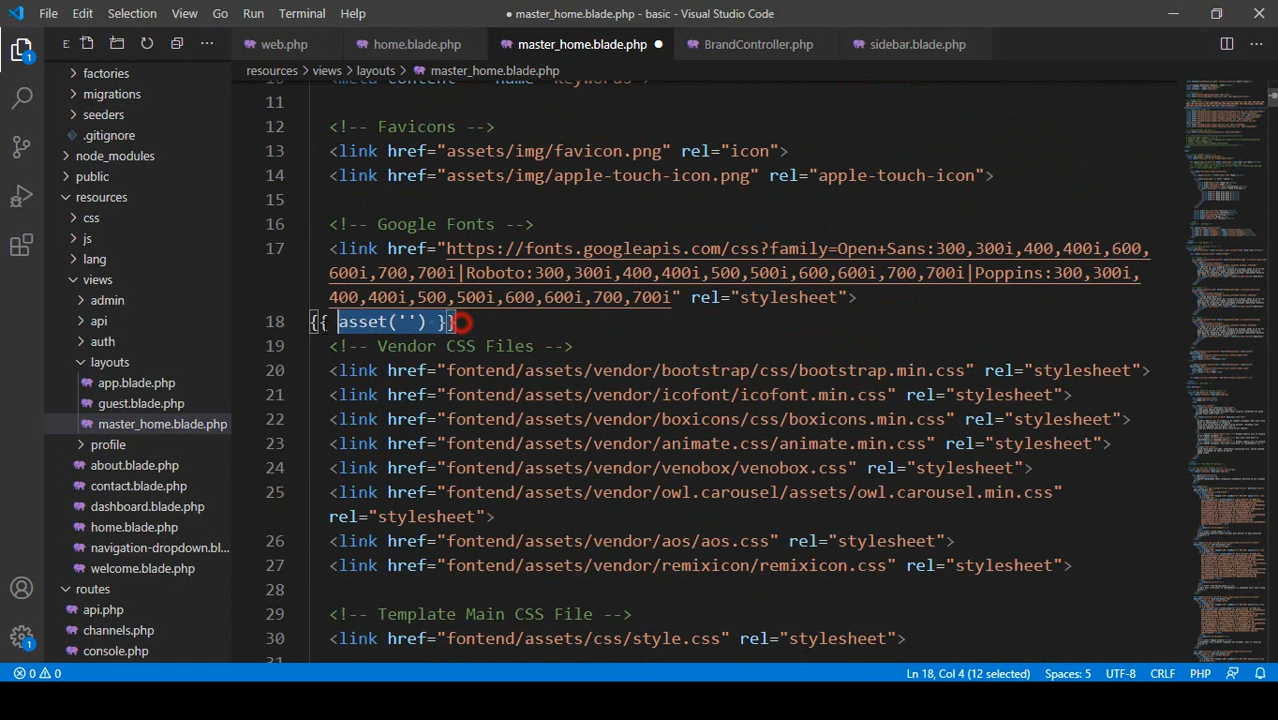 File Edit Selection View Go Run Terminal Help
● master_home.blade.php - basic - Visual Studio Code
E
web.php
home.blade.php
master_home.blade.php ●
BrandController.php
sidebar.blade.php
resources > views > layouts > master_home.blade.php
factories
migrations
seeders
.gitignore
node_modules
public
resources
css
js
lang
views
admin
api
auth
layouts
app.blade.php
guest.blade.php
master_home.blade.php
profile
about.blade.php
contact.blade.php
dashboard.blade.php
home.blade.php
navigation-dropdown.bl...
welcome.blade.php
routes
api.php
channels.php
console.php
1
1
10 <meta content="" name="keywords">
11
12 <!-- Favicons -->
13 <link href="assets/img/favicon.png" rel="icon">
14 <link href="assets/img/apple-touch-icon.png" rel="apple-touch-icon">
15
16 <!-- Google Fonts -->
17 <link href="https://fonts.googleapis.com/css?family=Open+Sans:300,300i,400,400i,600,
600i,700,700i|Roboto:300,300i,400,400i,500,500i,600,600i,700,700i|Poppins:300,300i,
400,400i,500,500i,600,600i,700,700i" rel="stylesheet">
18 {{ asset('') }}
19 <!-- Vendor CSS Files -->
20 <link href="fontend/assets/vendor/bootstrap/css/bootstrap.min.css" rel="stylesheet">
21 <link href="fontend/assets/vendor/icofont/icofont.min.css" rel="stylesheet">
22 <link href="fontend/assets/vendor/boxicons/css/boxicons.min.css" rel="stylesheet">
23 <link href="fontend/assets/vendor/animate.css/animate.min.css" rel="stylesheet">
24 <link href="fontend/assets/vendor/venobox/venobox.css" rel="stylesheet">
25 <link href="fontend/assets/vendor/owl.carousel/assets/owl.carousel.min.css"
rel="stylesheet">
26 <link href="fontend/assets/vendor/aos/aos.css" rel="stylesheet">
27 <link href="fontend/assets/vendor/remixicon/remixicon.css" rel="stylesheet">
28
29 <!-- Template Main CSS File -->
30 <link href="fontend/assets/css/style.css" rel="stylesheet">
31
0 0 Ln 18, Col 4 (12 selected) Spaces: 5 UTF-8 CRLF PHP